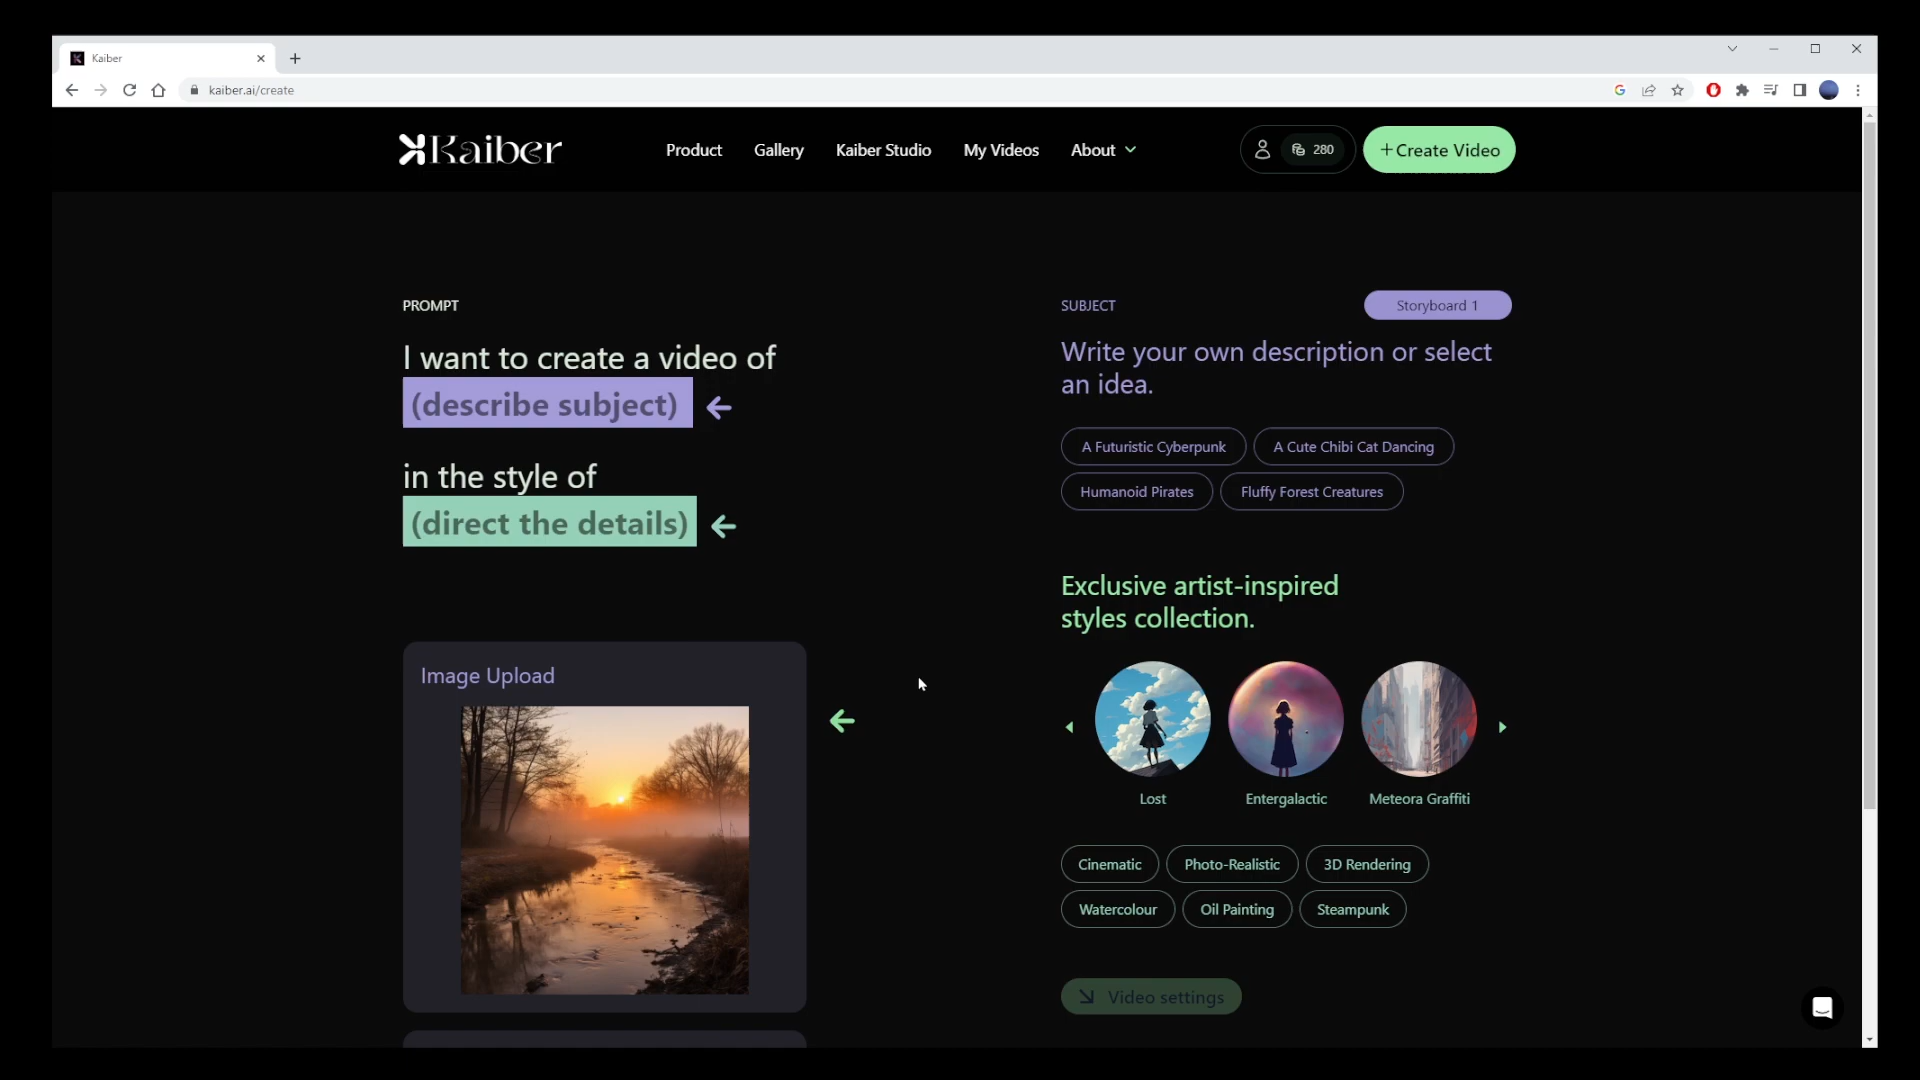 Kaiber
kaiber.ai/create
Kaiber
Product
Gallery
Kaiber Studio
My Videos
About
280
+Create Video
PROMPT
I want to create a video of
(describe subject)
in the style of
(direct the details)
Image Upload
SUBJECT
Storyboard 1
Write your own description or select
an idea.
A Futuristic Cyberpunk
A Cute Chibi Cat Dancing
Humanoid Pirates
Fluffy Forest Creatures
Exclusive artist-inspired
styles collection.
Lost
Entergalactic
Meteora Graffiti
Cinematic
Photo-Realistic
3D Rendering
Watercolour
Oil Painting
Steampunk
Video settings